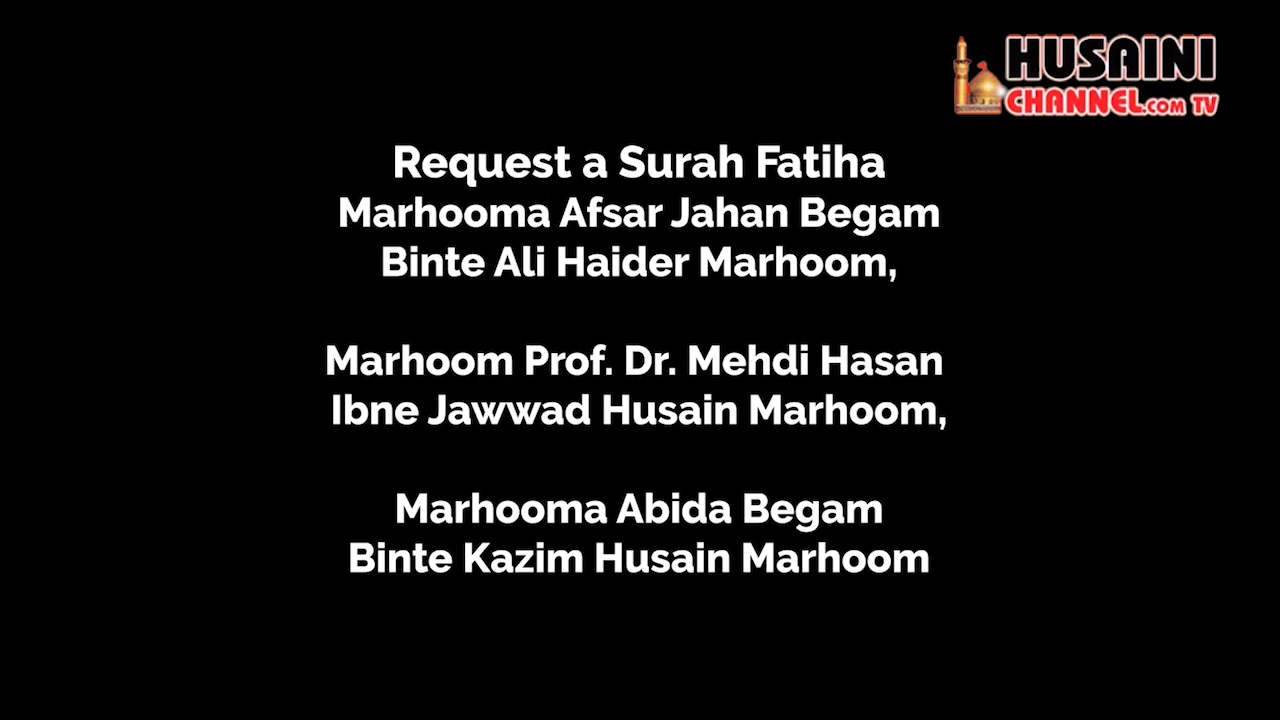 HUSAINI
CHANNEL.COM TV
Request a Surah Fatiha
Marhooma Afsar Jahan Begam
Binte Ali Haider Marhoom,
Marhoom Prof. Dr. Mehdi Hasan
Ibne Jawwad Husain Marhoom,
Marhooma Abida Begam
Binte Kazim Husain Marhoom